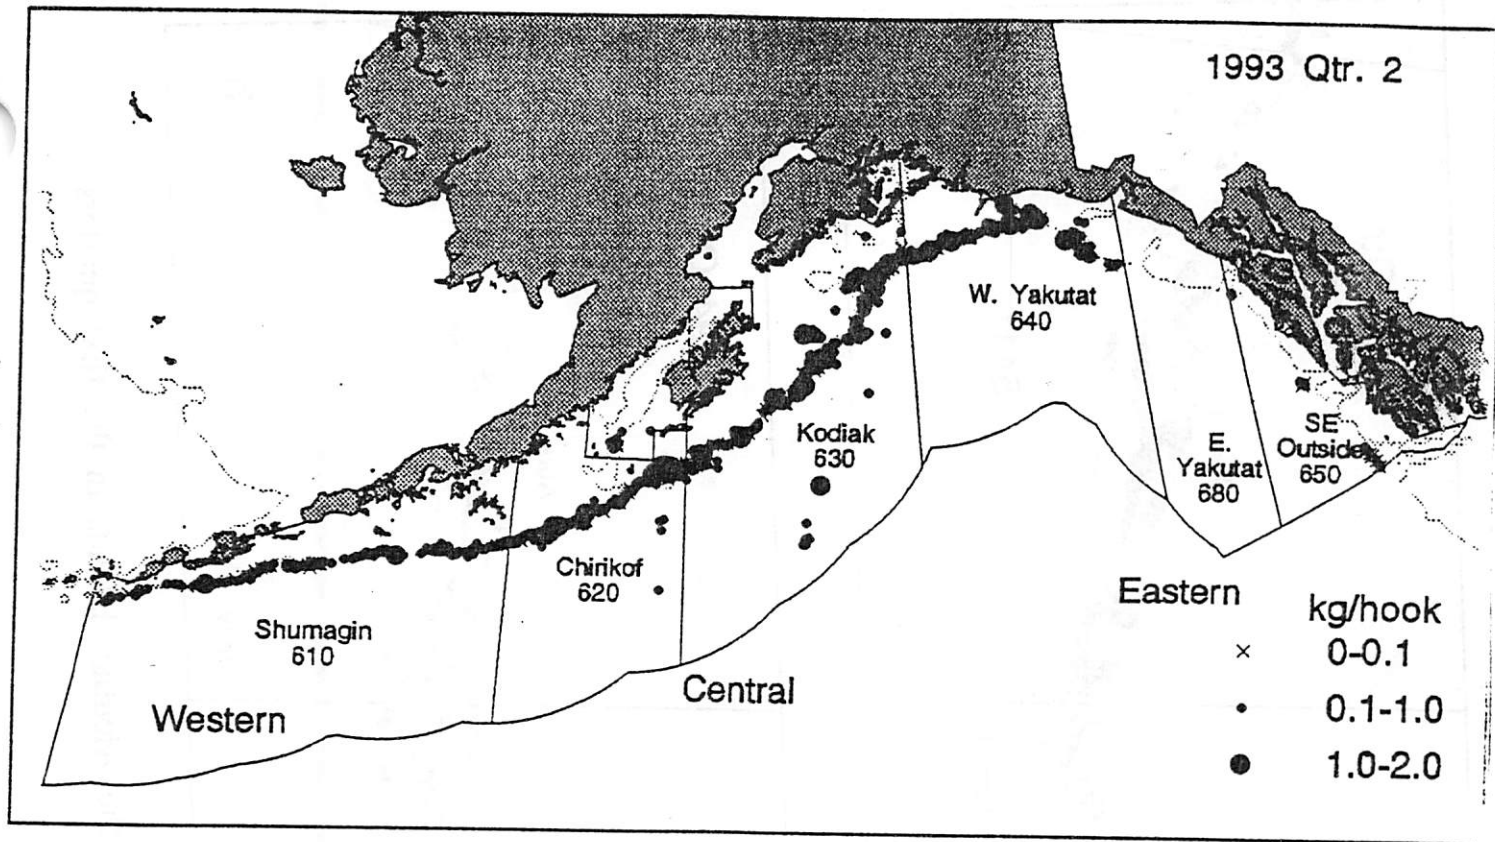 1993 Qtr. 2
W. Yakutat
640
Kodiak
630
E.
Yakutat
680
SE
Outside
650
Chirikof
620
Shumagin
610
Western
Central
Eastern
kg/hook
× 0-0.1
• 0.1-1.0
● 1.0-2.0